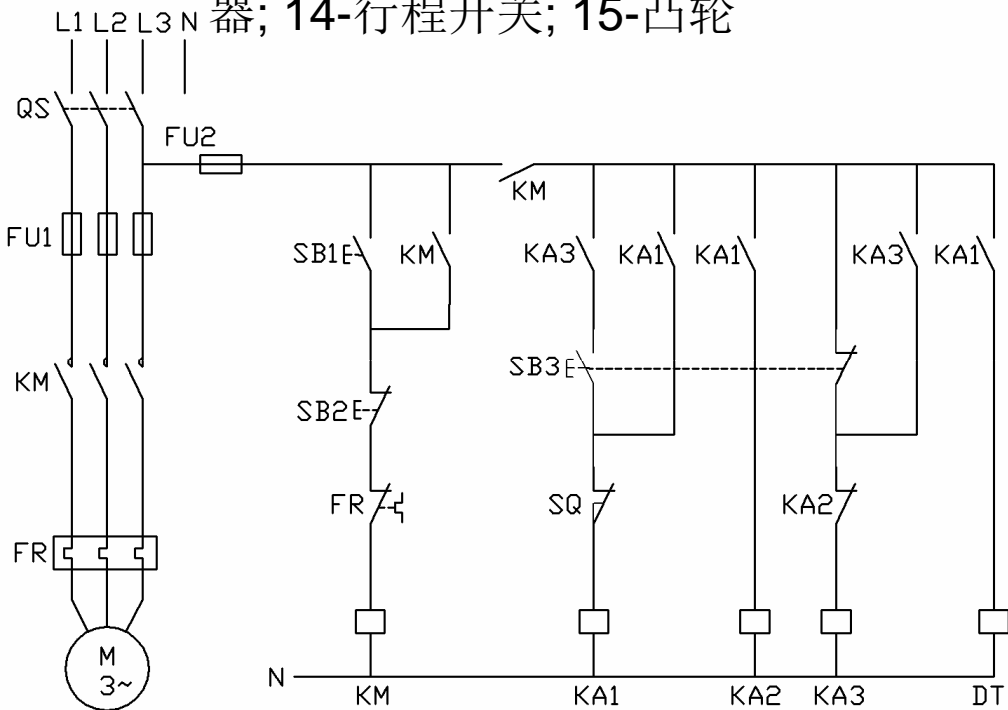 器; 14-行程开关; 15-凸轮
L1 L2 L3 N
QS
FU2
KM
FU1
SB1 KM KA3 KA1 KA1 KA3 KA1
KM
SB3
SB2
FR SQ KA2
FR
M
3~
N
KM KA1 KA2 KA3 DT